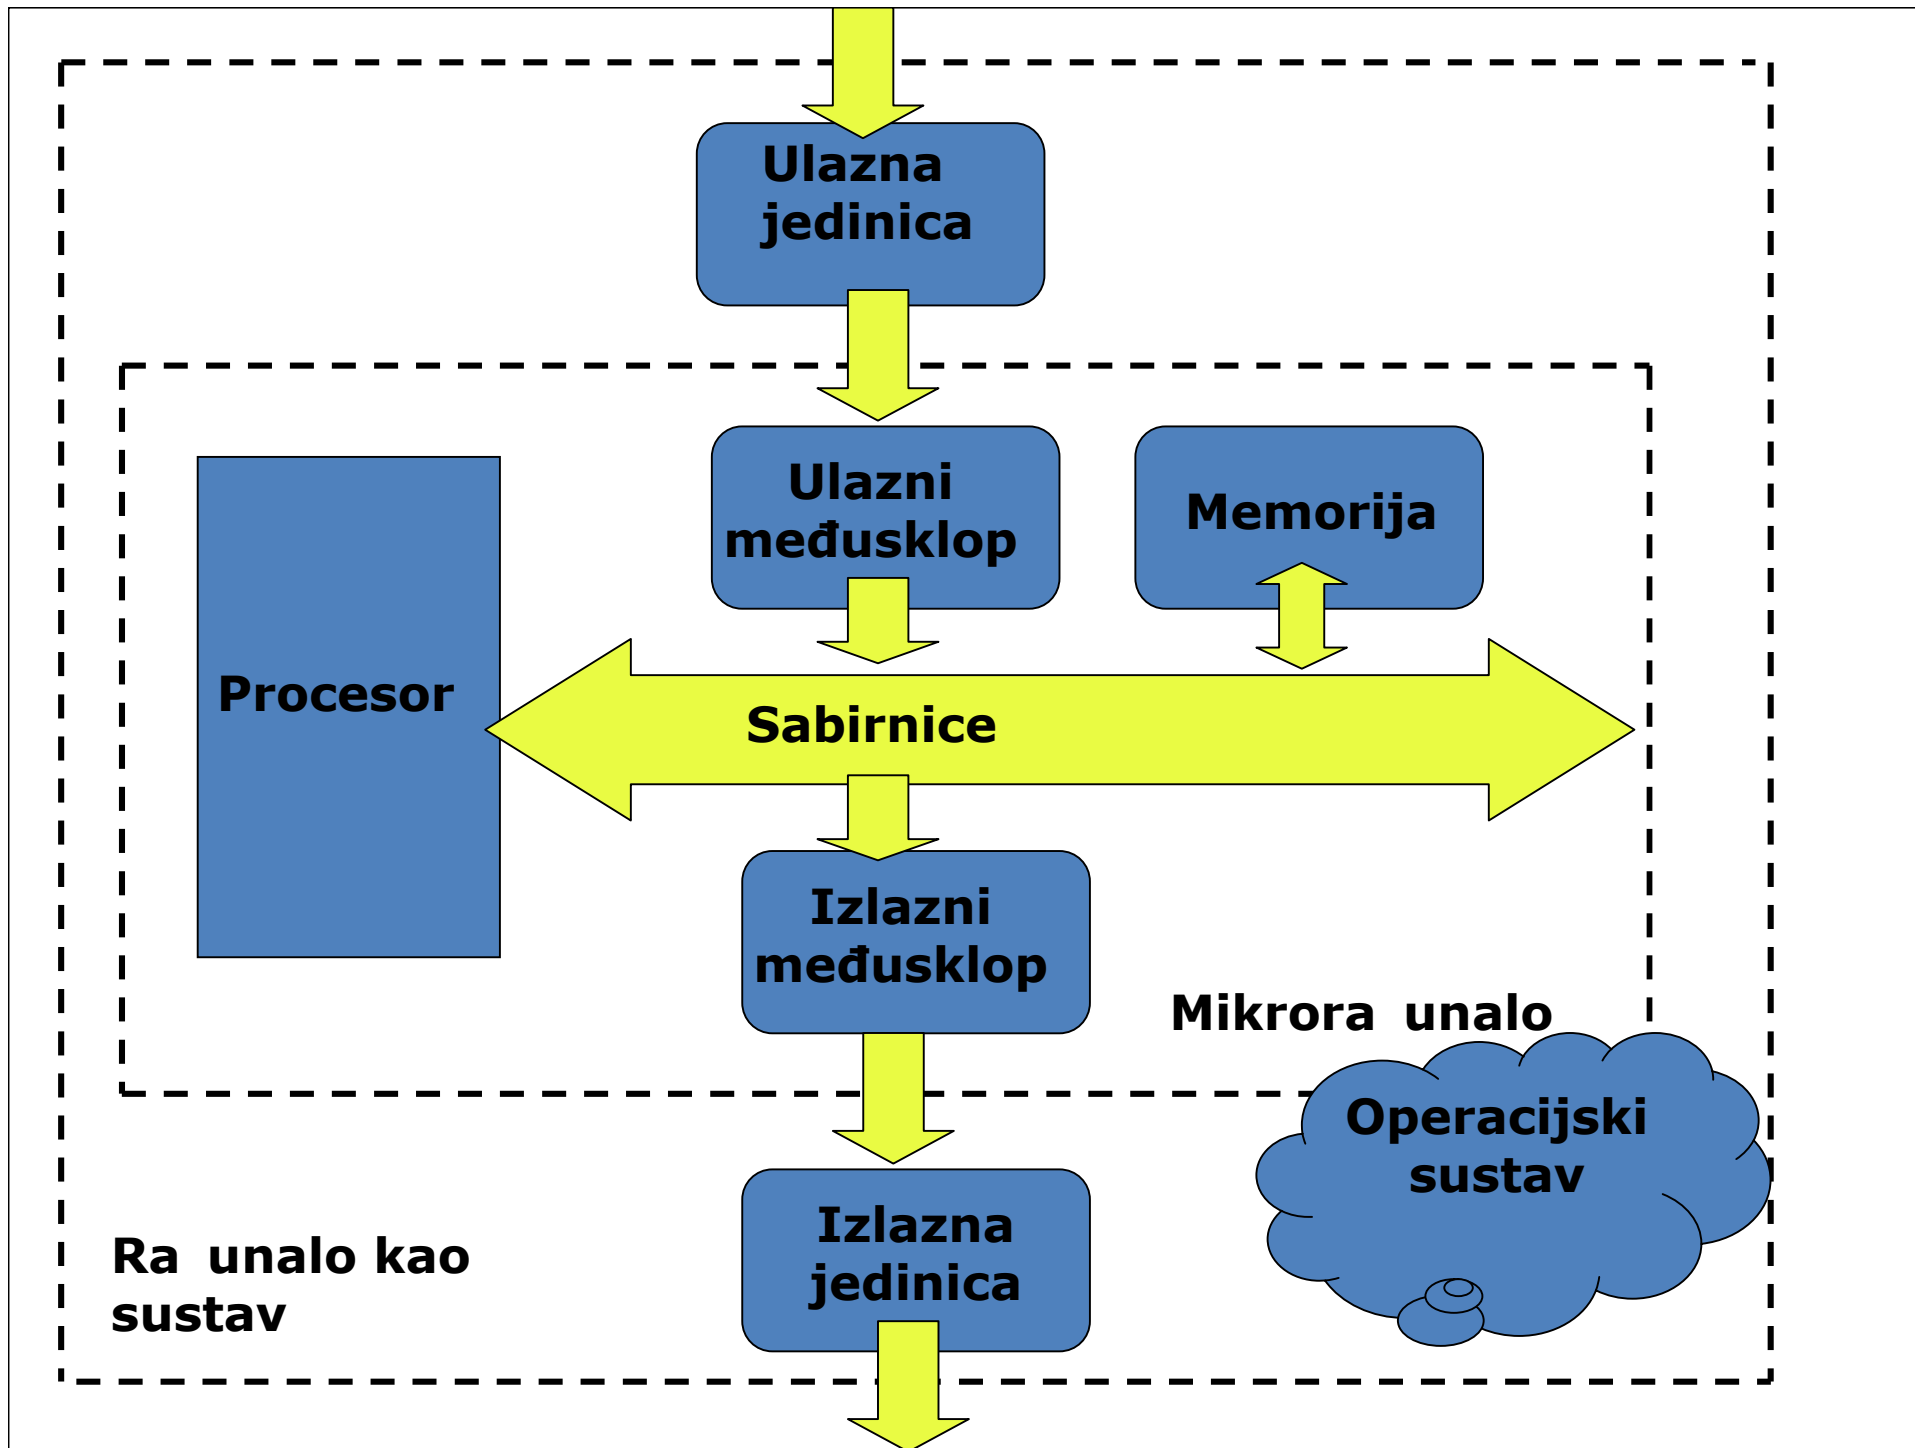 Ulazna
jedinica
Ulazni
međusklop
Memorija
Procesor
Sabirnice
Izlazni
međusklop
Mikrora unalo
Operacijski
sustav
Izlazna
jedinica
Ra unalo kao
sustav